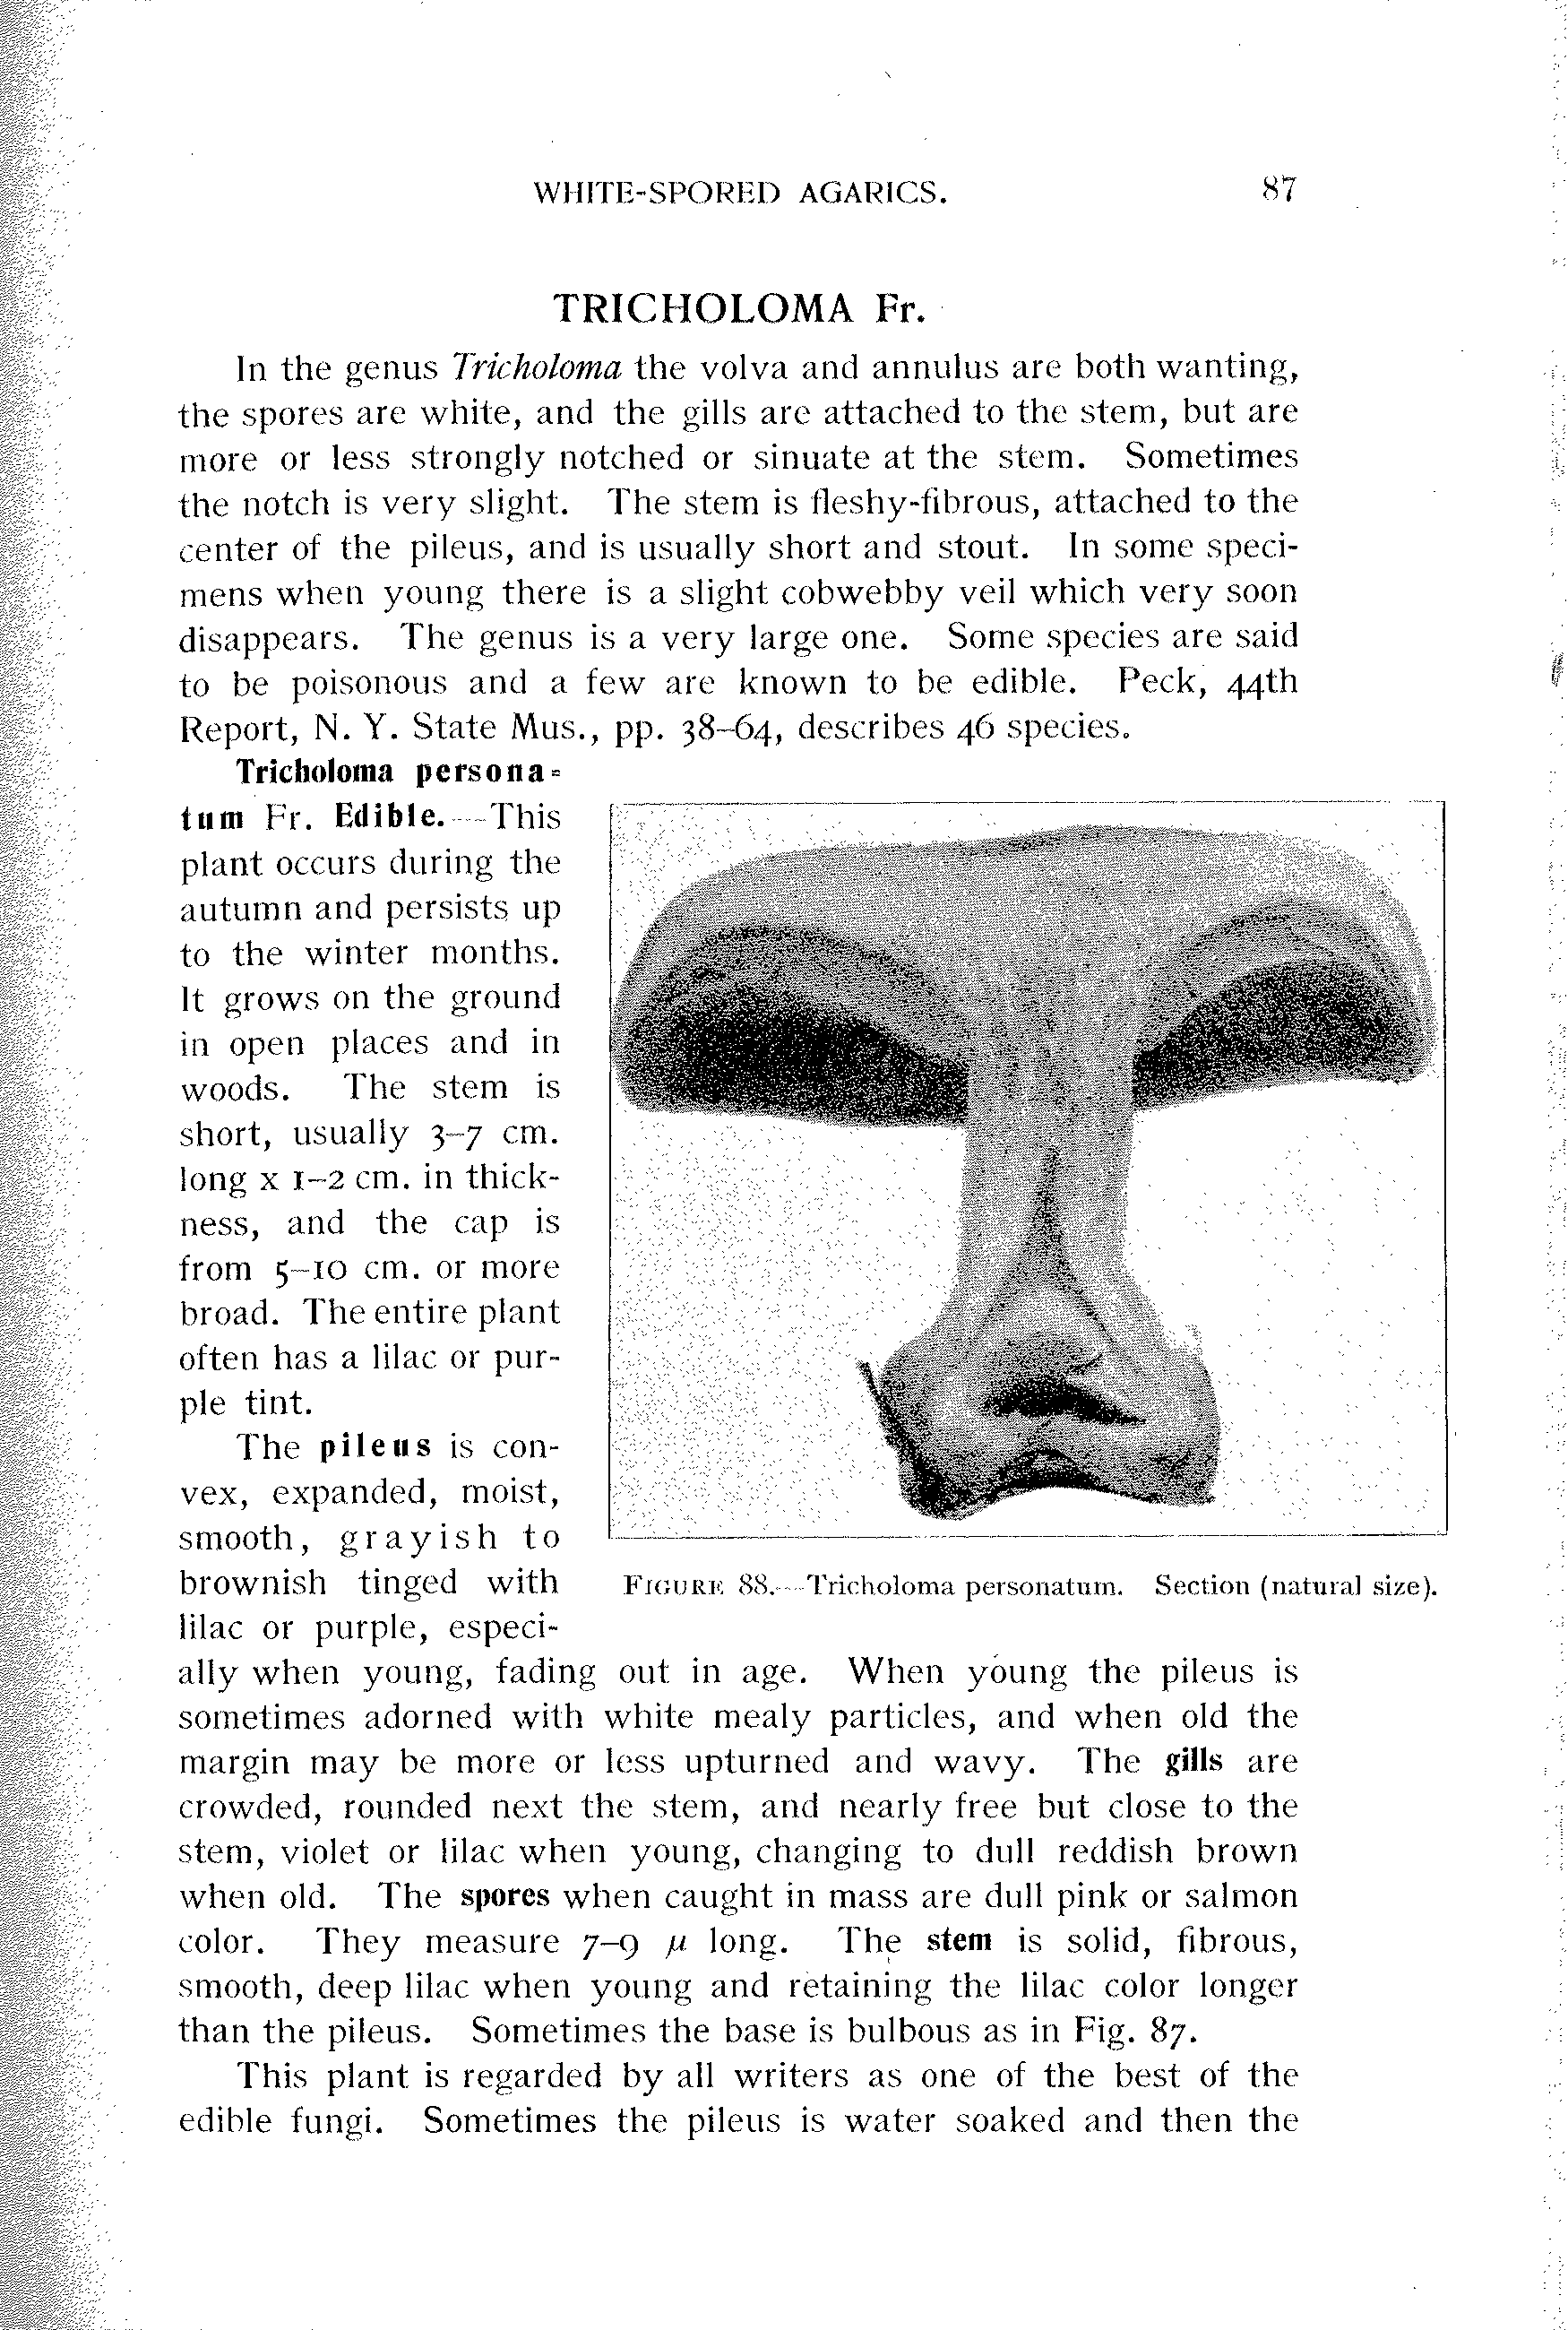 WHITE-SPORED AGARICS. 87
TRICHOLOMA Fr.
In the genus Tricholoma the volva and annulus are both wanting,
the spores are white, and the gills are attached to the stem, but are
more or less strongly notched or sinuate at the stem. Sometimes
the notch is very slight. The stem is fleshy-fibrous, attached to the
center of the pileus, and is usually short and stout. In some speci-
mens when young there is a slight cobwebby veil which very soon
disappears. The genus is a very large one. Some species are said
to be poisonous and a few are known to be edible. Peck, 44th
Report, N. Y. State Mus., pp. 38–64, describes 46 species.
Tricholoma persona-
tum Fr. Edible.—This
plant occurs during the
autumn and persists up
to the winter months.
It grows on the ground
in open places and in
woods. The stem is
short, usually 3–7 cm.
long x 1–2 cm. in thick-
ness, and the cap is
from 5–10 cm. or more
broad. The entire plant
often has a lilac or pur-
ple tint.
The pileus is con-
vex, expanded, moist,
smooth, grayish to
brownish tinged with
lilac or purple, especi-
FIGURE 88.—Tricholoma personatum. Section (natural size).
ally when young, fading out in age. When young the pileus is
sometimes adorned with white mealy particles, and when old the
margin may be more or less upturned and wavy. The gills are
crowded, rounded next the stem, and nearly free but close to the
stem, violet or lilac when young, changing to dull reddish brown
when old. The spores when caught in mass are dull pink or salmon
color. They measure 7–9 μ long. The stem is solid, fibrous,
smooth, deep lilac when young and retaining the lilac color longer
than the pileus. Sometimes the base is bulbous as in Fig. 87.
This plant is regarded by all writers as one of the best of the
edible fungi. Sometimes the pileus is water soaked and then the